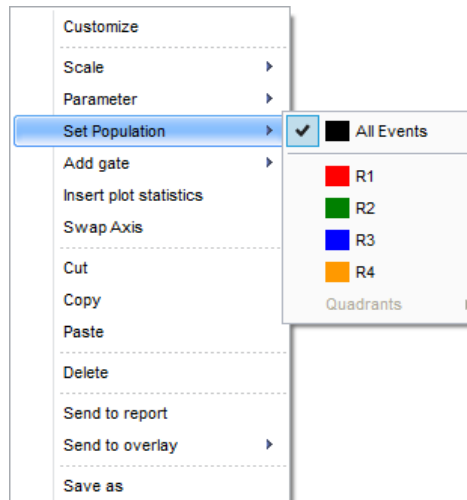 Customize
Scale
Parameter
Set Population
Add gate
Insert plot statistics
Swap Axis
Cut
Copy
Paste
Delete
Send to report
Send to overlay
Save as
All Events
R1
R2
R3
R4
Quadrants